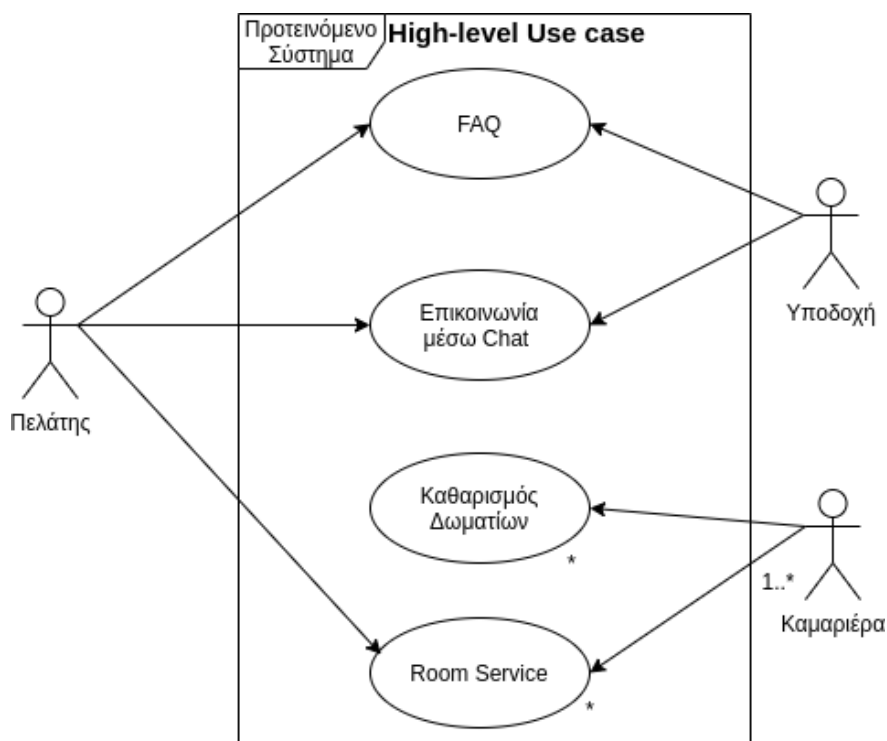 Προτεινόμενο
Σύστημα
High-level Use case
FAQ
Υποδοχή
Επικοινωνία
μέσω Chat
Πελάτης
Καθαρισμός
Δωματίων
*
1..*
Καμαριέρα
Room Service
*